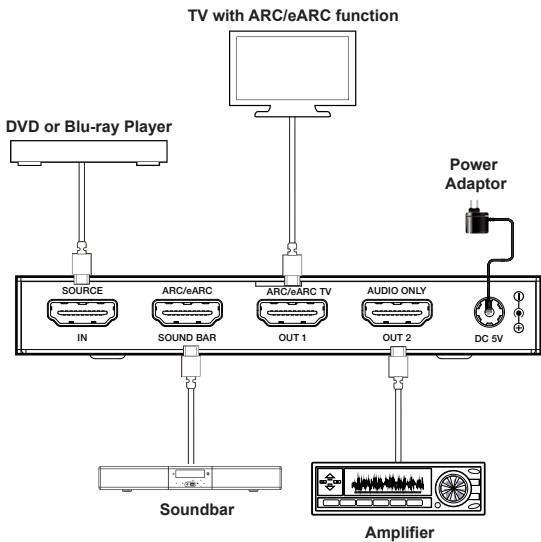 TV with ARC/eARC function
DVD or Blu-ray Player
Power
Adaptor
SOURCE
ARC/eARC
ARC/eARC TV
AUDIO ONLY
IN
SOUND BAR
OUT 1
OUT 2
DC 5V
Soundbar
Amplifier